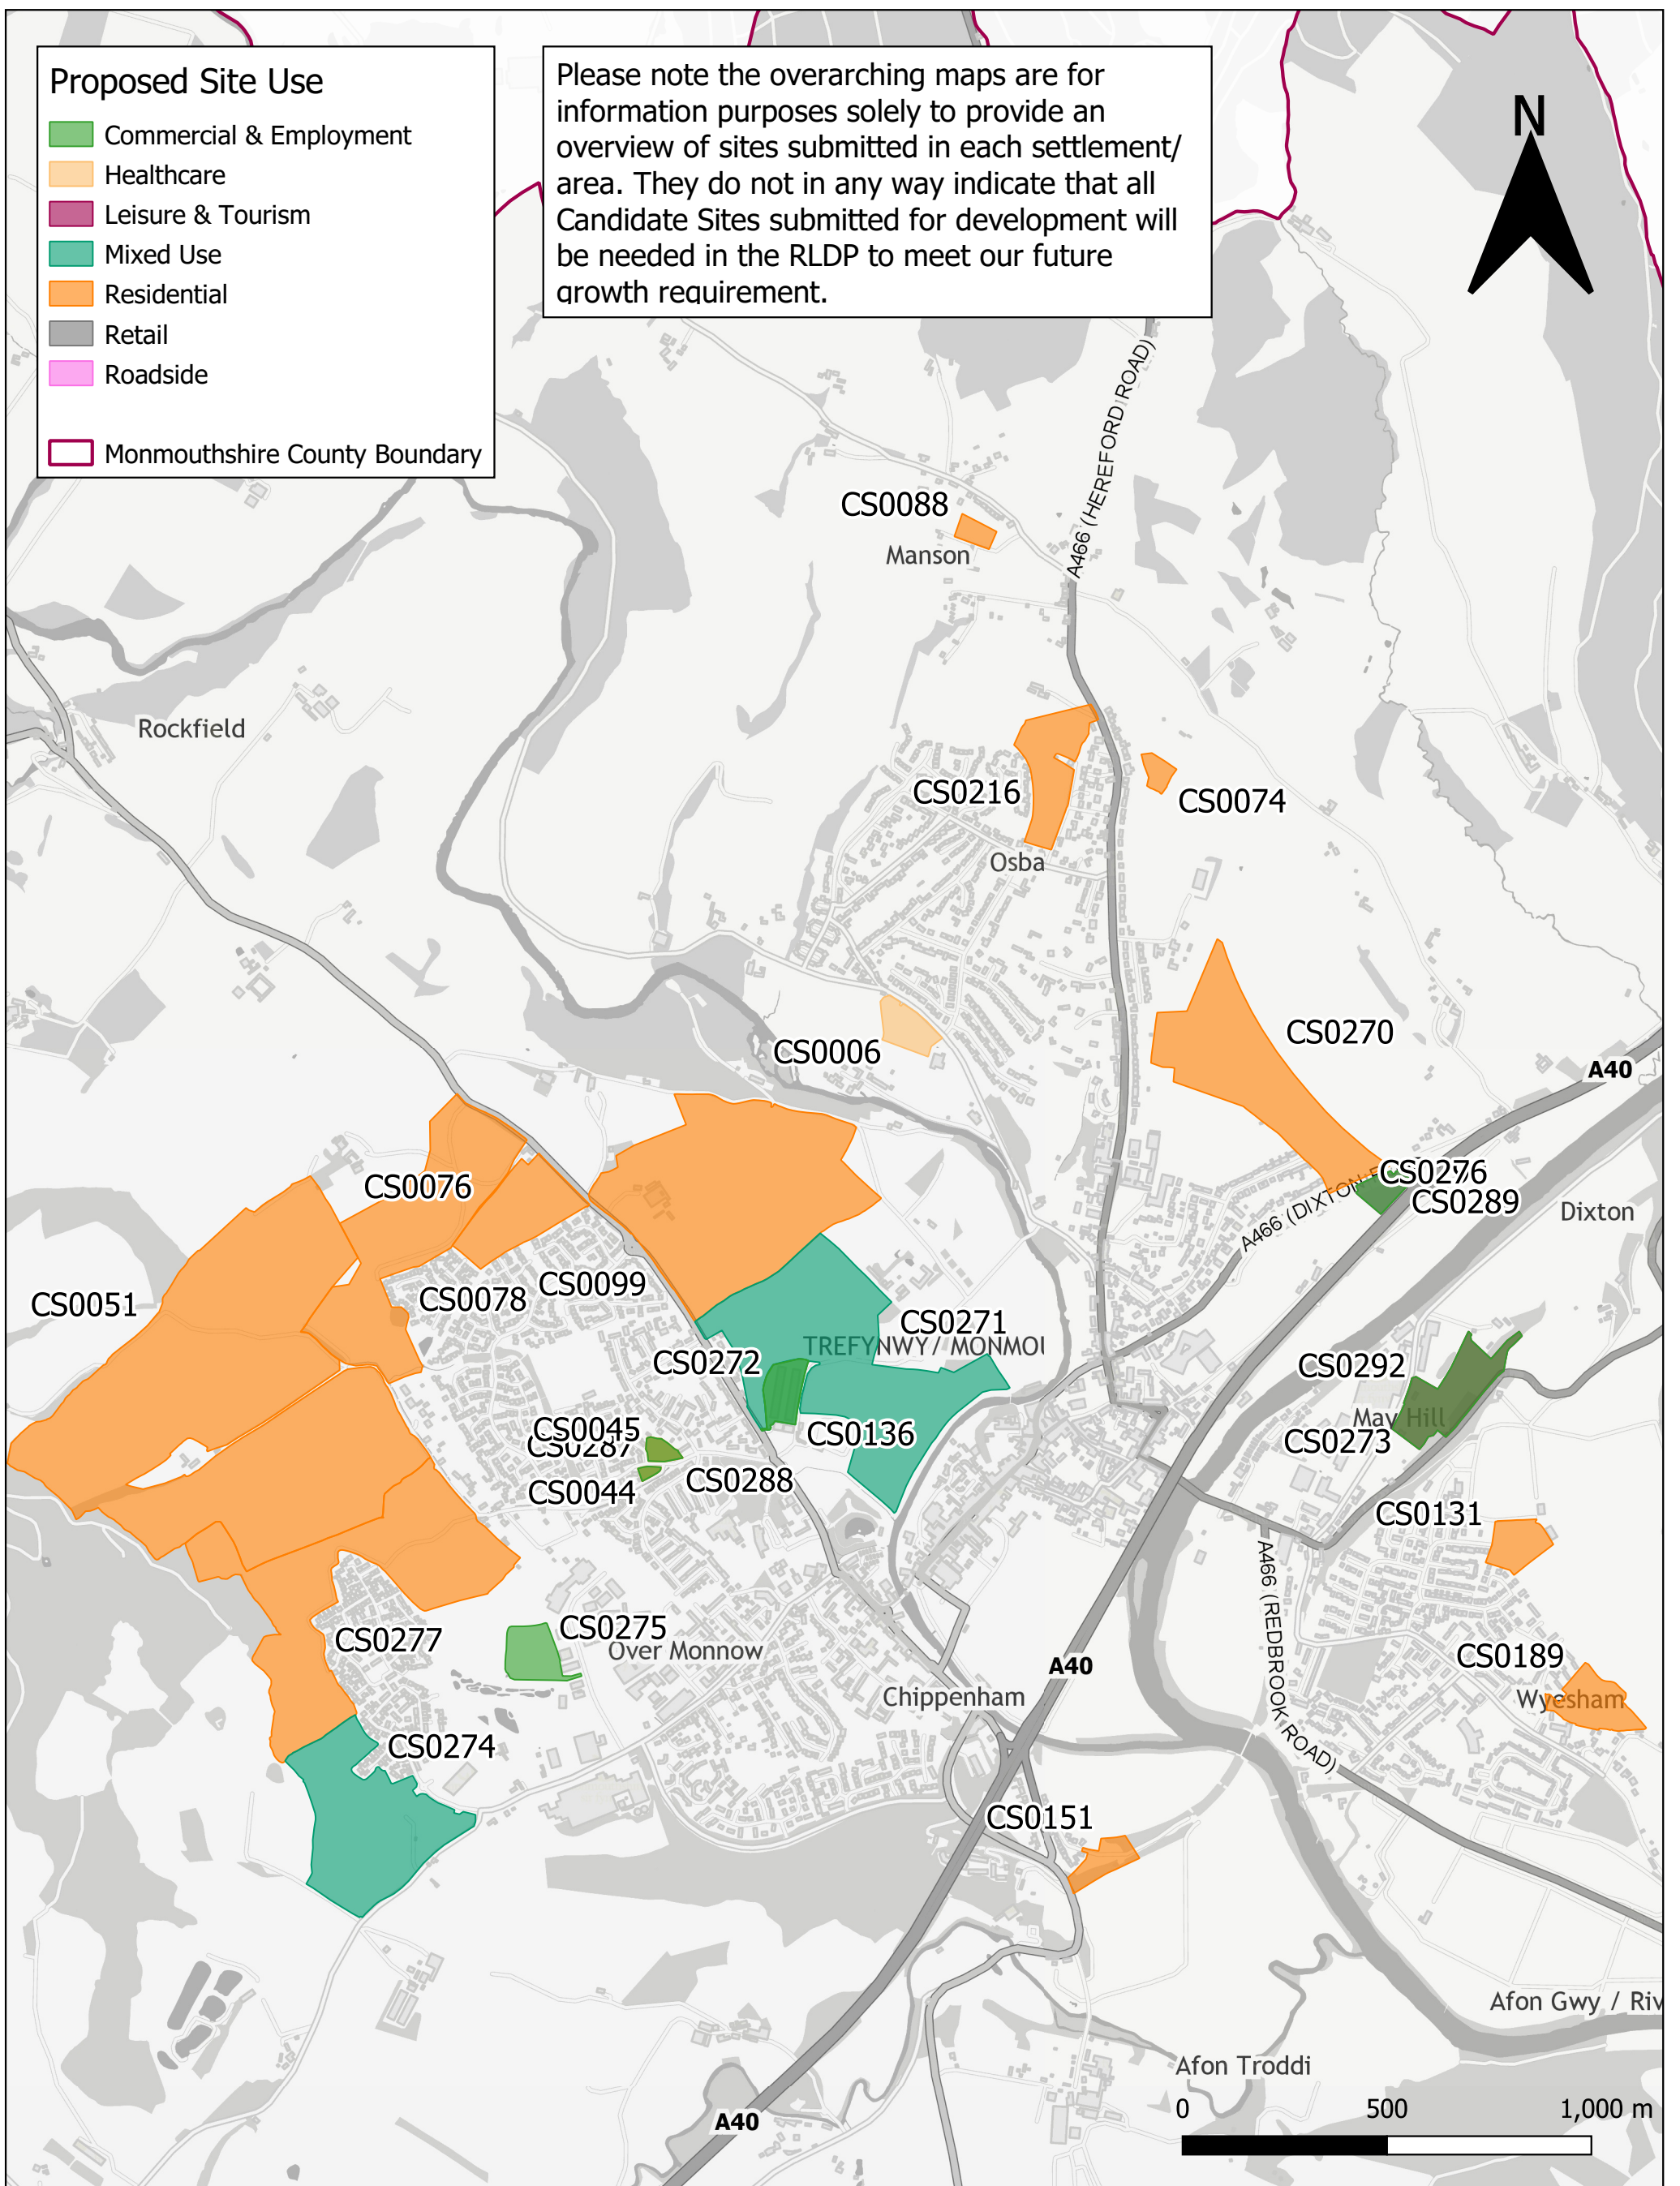 Proposed Site Use
Commercial & Employment
Healthcare
Leisure & Tourism
Mixed Use
Residential
Retail
Roadside
Monmouthshire County Boundary
Please note the overarching maps are for
information purposes solely to provide an
overview of sites submitted in each settlement/
area. They do not in any way indicate that all
Candidate Sites submitted for development will
be needed in the RLDP to meet our future
growth requirement.
N
A466 (HEREFORD ROAD)
CS0088
Manson
Rockfield
CS0216
CS0074
Osba
CS0006
CS0270
A40
CS0076
CS0276
CS0289
A466 (DIXTON
Dixton
CS0051
CS0078
CS0099
CS0271
TREFYNWY/ MONMOU
CS0272
CS0292
May Hill
CS0045
CS0287
CS0136
CS0273
CS0288
CS0044
CS0131
A466 (REDBROOK ROAD)
CS0275
CS0277
Over Monnow
CS0189
A40
Chippenham
Wyesham
CS0274
CS0151
Afon Gwy / Riv
Afon Troddi
A40
0 500 1,000 m